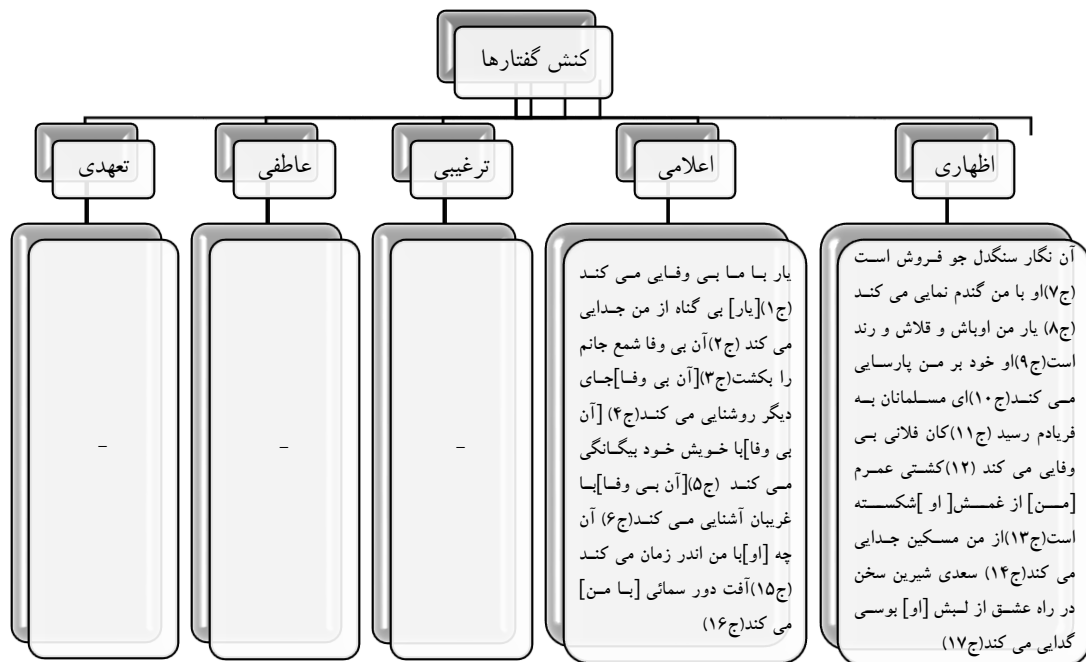 کنش گفتارها
اظهاری
اعلامی
ترغیبی
عاطفی
تعهدی
آن نگار سنگدل جو فروش است
(ج۷)او با من گندم نمایی می کند
(ج۸) یار من اوباش و قلاش و رند
است(ج۹)او خود بر من پارسایی
می کند(ج۱۰)ای مسلمانان به
فریادم رسید (ج۱۱)کان فلانی بی
وفایی می کند (۱۲)کشتی عمرم
[من] از غمش[ او ]شکسته
است(ج۱۳)از من مسکین جدایی
می کند(ج۱۴) سعدی شیرین سخن
در راه عشق از لبش [او] بوسی
گدایی می کند(ج۱۷)
یار با ما بی وفایی می کند
(ج۱)[یار] بی گناه از من جدایی
می کند (ج۲)آن بی وفا شمع جانم
را بکشت(ج۳)[آن بی وفا]جای
دیگر روشنایی می کند(ج۴) [آن
بی وفا]با خویش خود بیگانگی
می کند (ج۵)[آن بی وفا]با
غریبان آشنایی می کند(ج۶) آن
چه [او]با من اندر زمان می کند
(ج۱۵)آفت دور سمائی [با من]
می کند(ج۱۶)
–
–
–